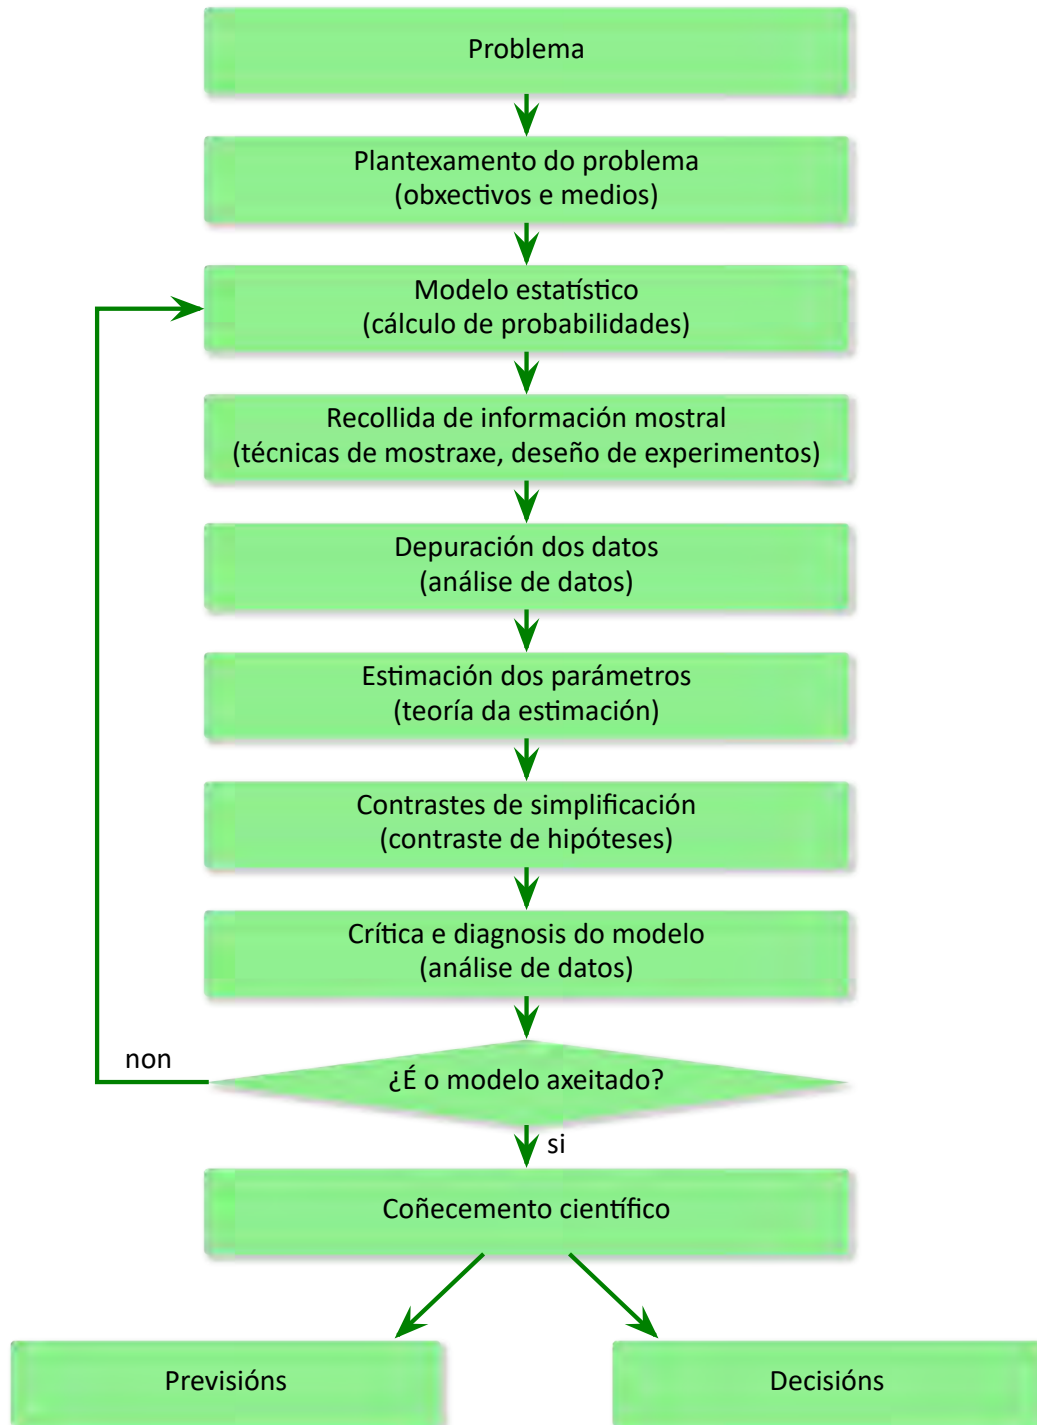 Problema
Plantexamento do problema
(obxectivos e medios)
Modelo estatístico
(cálculo de probabilidades)
Recollida de información mostral
(técnicas de mostraxe, deseño de experimentos)
Depuración dos datos
(análise de datos)
Estimación dos parámetros
(teoría da estimación)
Contrastes de simplificación
(contraste de hipóteses)
Crítica e diagnosis do modelo
(análise de datos)
non
¿É o modelo axeitado?
si
Coñecemento científico
Previsións
Decisións